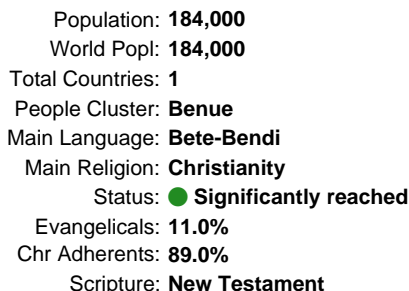 Population: 184,000
World Popl: 184,000
Total Countries: 1
People Cluster: Benue
Main Language: Bete-Bendi
Main Religion: Christianity
Status: Significantly reached
Evangelicals: 11.0%
Chr Adherents: 89.0%
Scripture: New Testament